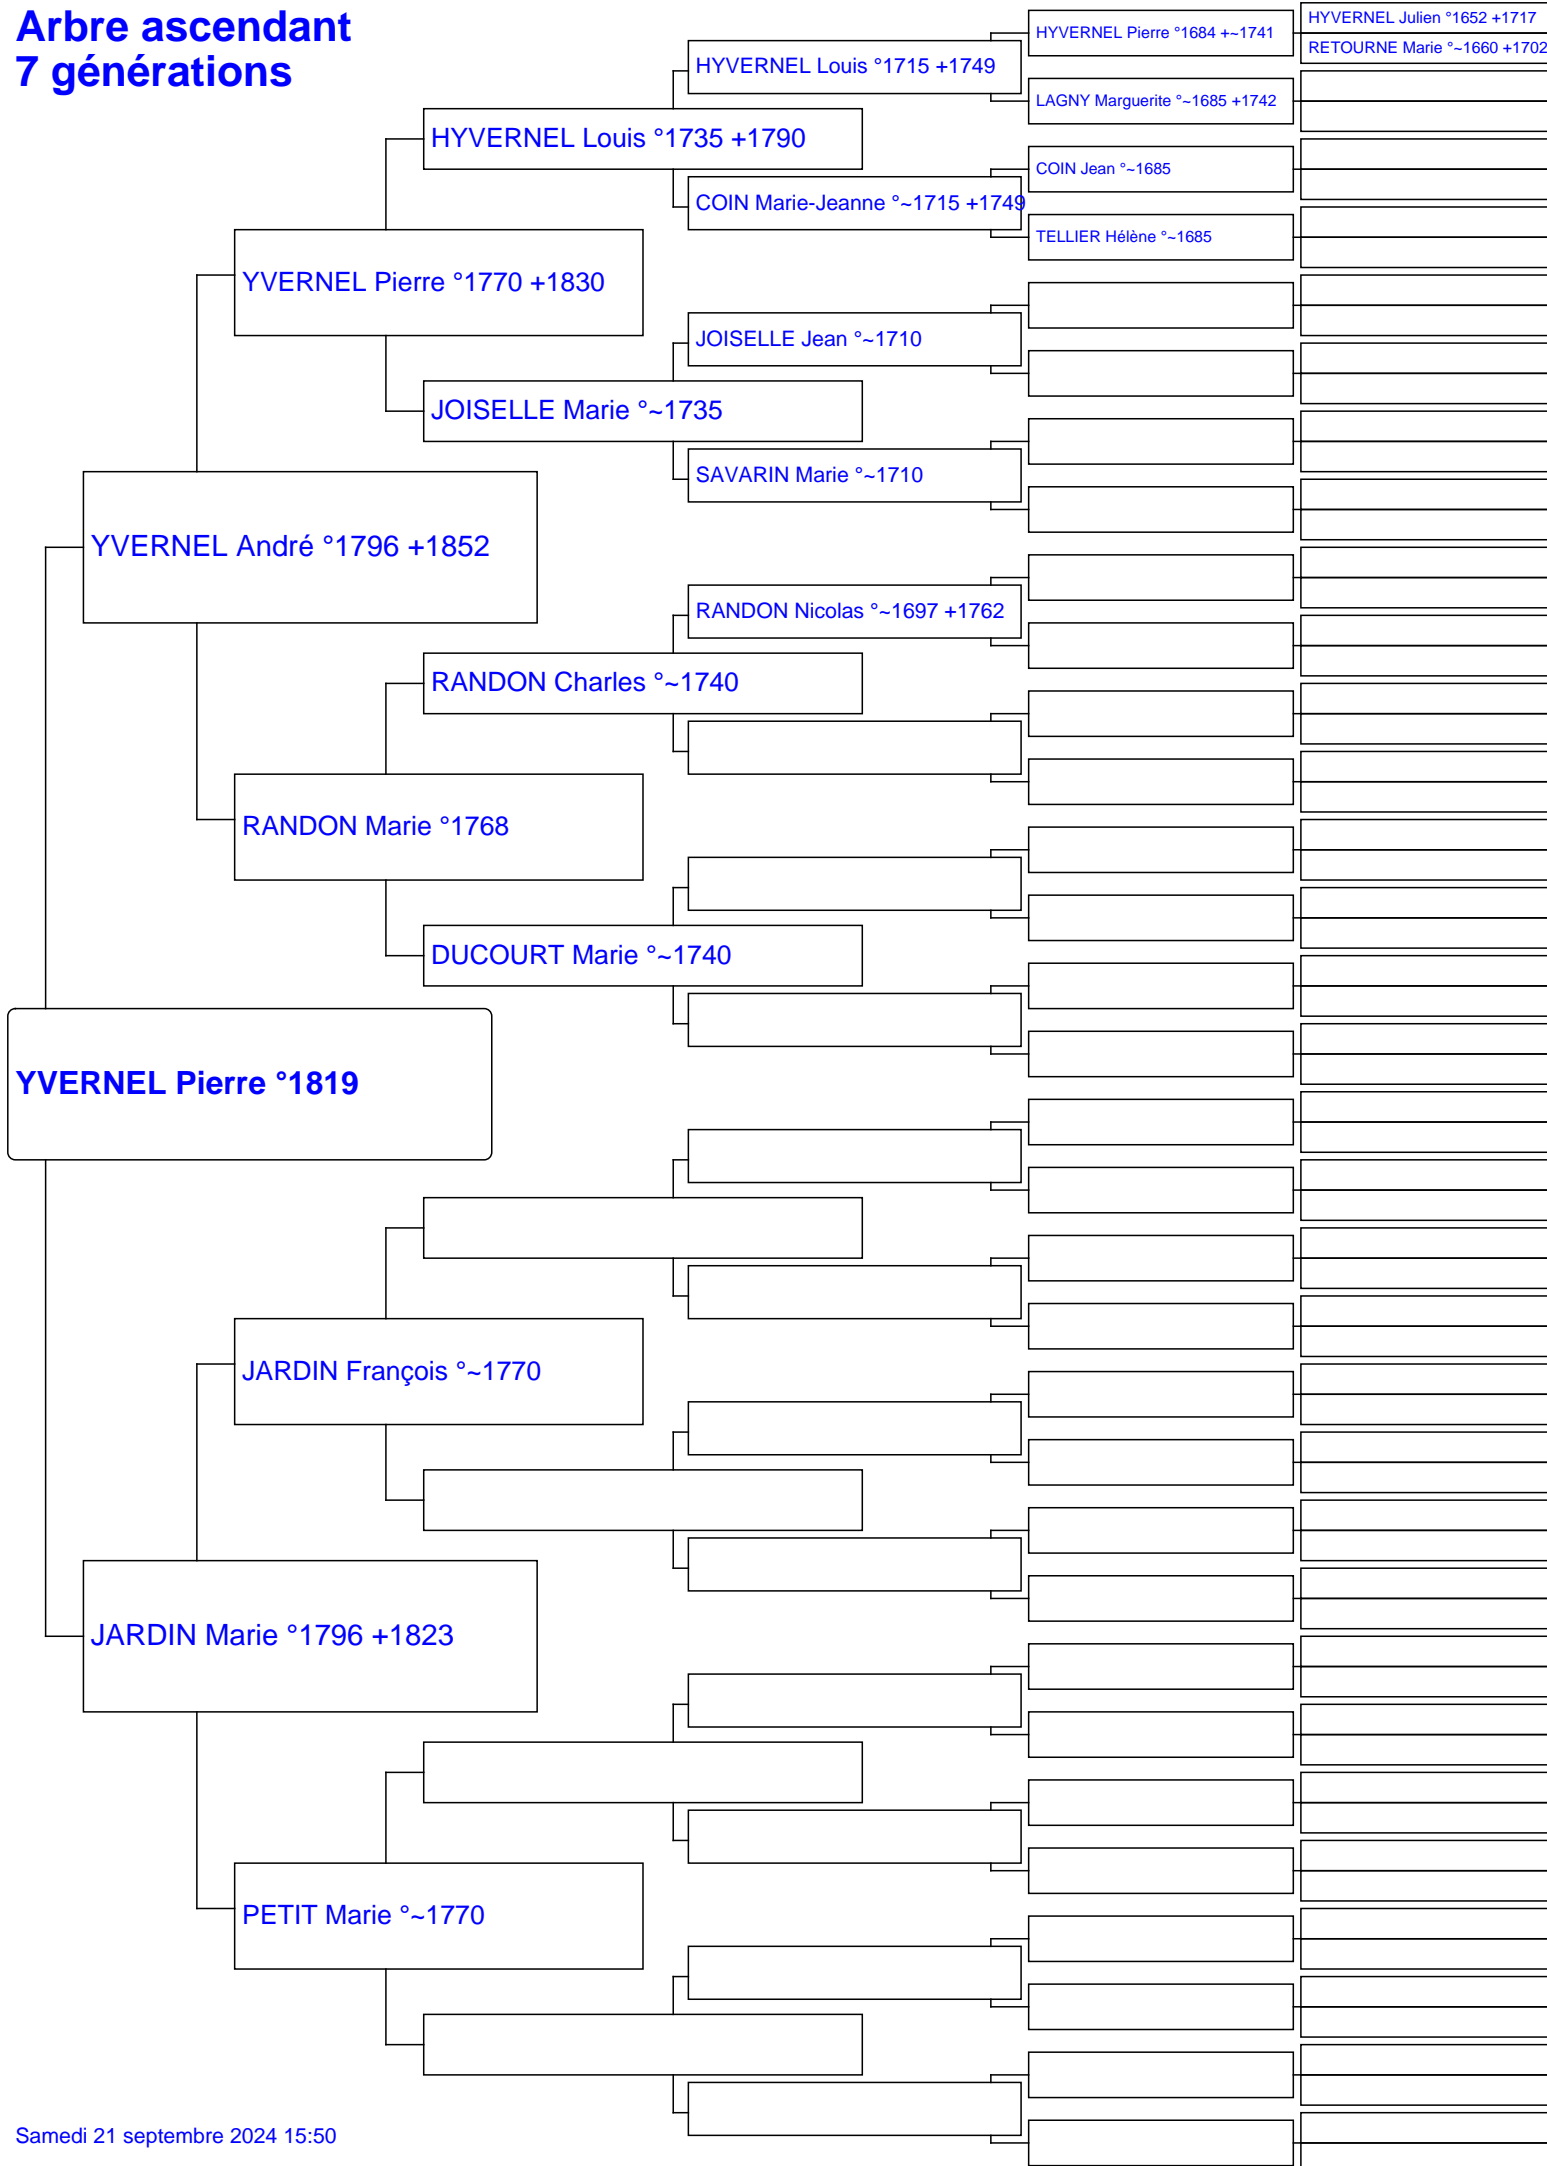 Arbre ascendant
7 générations
HYVERNEL Julien °1652 +1717
HYVERNEL Pierre °1684 +~1741
RETOURNE Marie °~1660 +1702
HYVERNEL Louis °1715 +1749
LAGNY Marguerite °~1685 +1742
HYVERNEL Louis °1735 +1790
COIN Jean °~1685
COIN Marie-Jeanne °~1715 +1749
TELLIER Hélène °~1685
YVERNEL Pierre °1770 +1830
JOISELLE Jean °~1710
JOISELLE Marie °~1735
SAVARIN Marie °~1710
YVERNEL André °1796 +1852
RANDON Nicolas °~1697 +1762
RANDON Charles °~1740
RANDON Marie °1768
DUCOURT Marie °~1740
YVERNEL Pierre °1819
JARDIN François °~1770
JARDIN Marie °1796 +1823
PETIT Marie °~1770
Samedi 21 septembre 2024 15:50